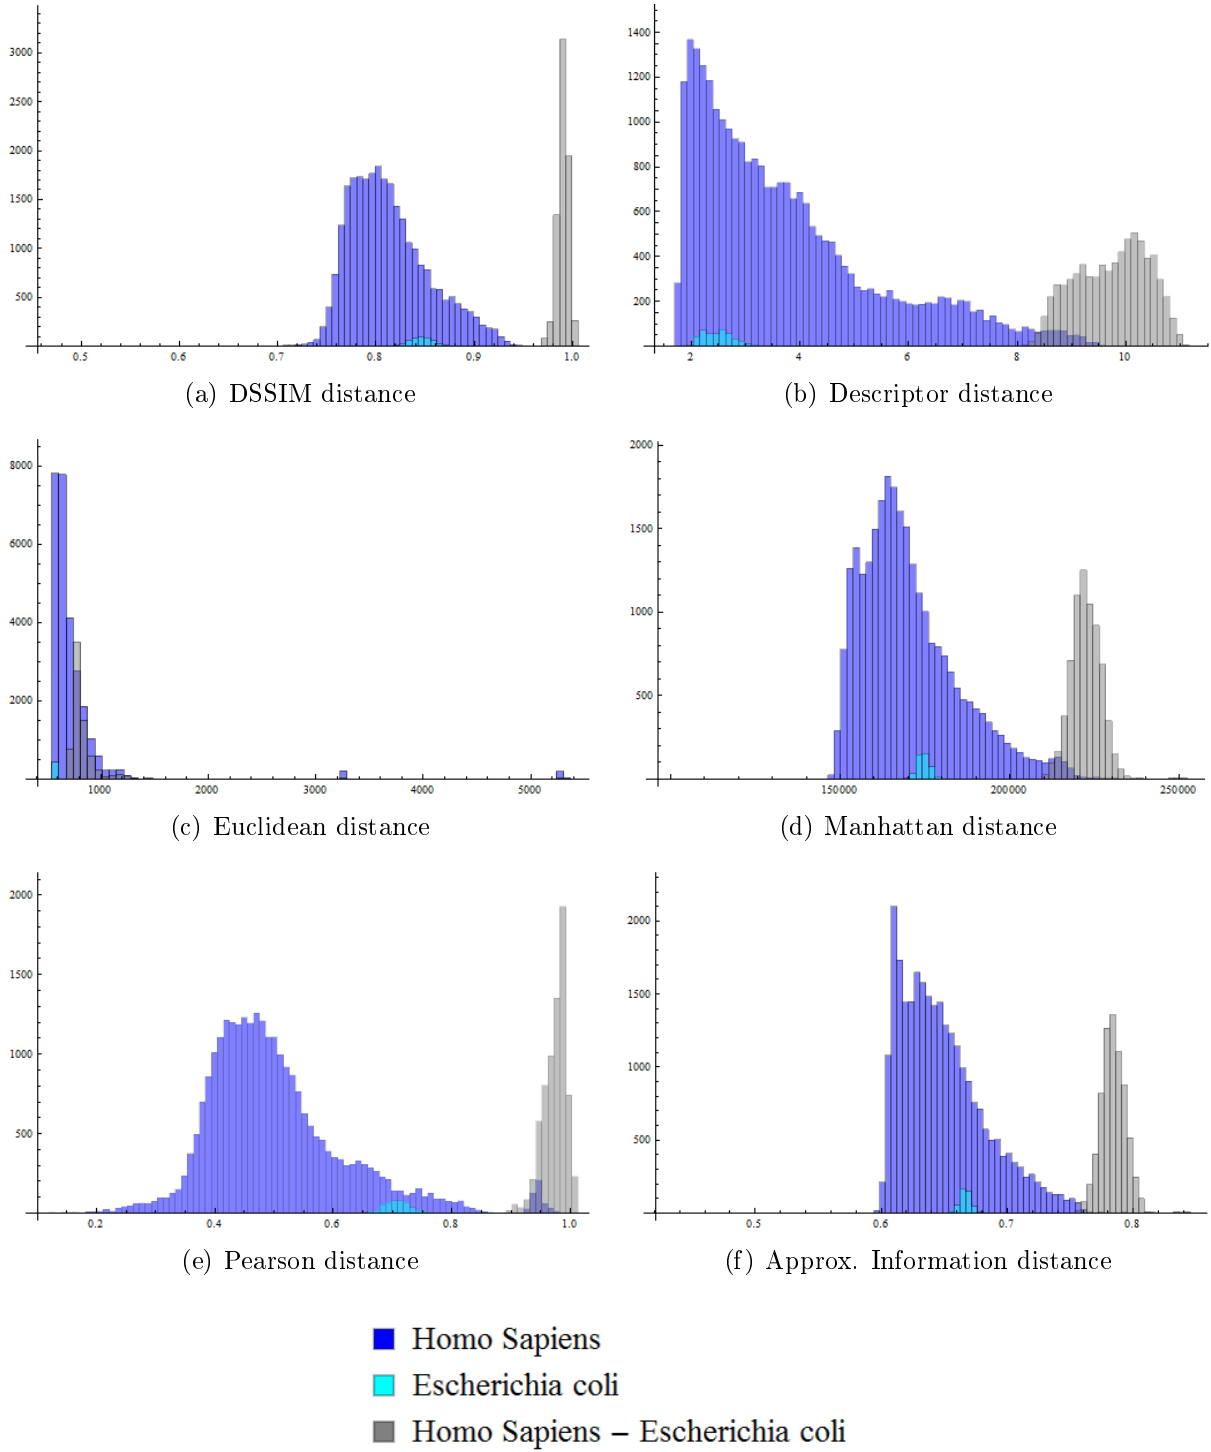 3000
2500
2000
1500
1000
500
0.5 0.6 0.7 0.8 0.9 1.0
(a) DSSIM distance
1400
1200
1000
800
600
400
200
2 4 6 8 10
(b) Descriptor distance
8000
6000
4000
2000
1000 2000 3000 4000 5000
(c) Euclidean distance
2000
1500
1000
500
150000 200000 250000
(d) Manhattan distance
2000
1500
1000
500
0.2 0.4 0.6 0.8 1.0
(e) Pearson distance
2000
1500
1000
500
0.5 0.6 0.7 0.8
(f) Approx. Information distance
Homo Sapiens
Escherichia coli
Homo Sapiens – Escherichia coli